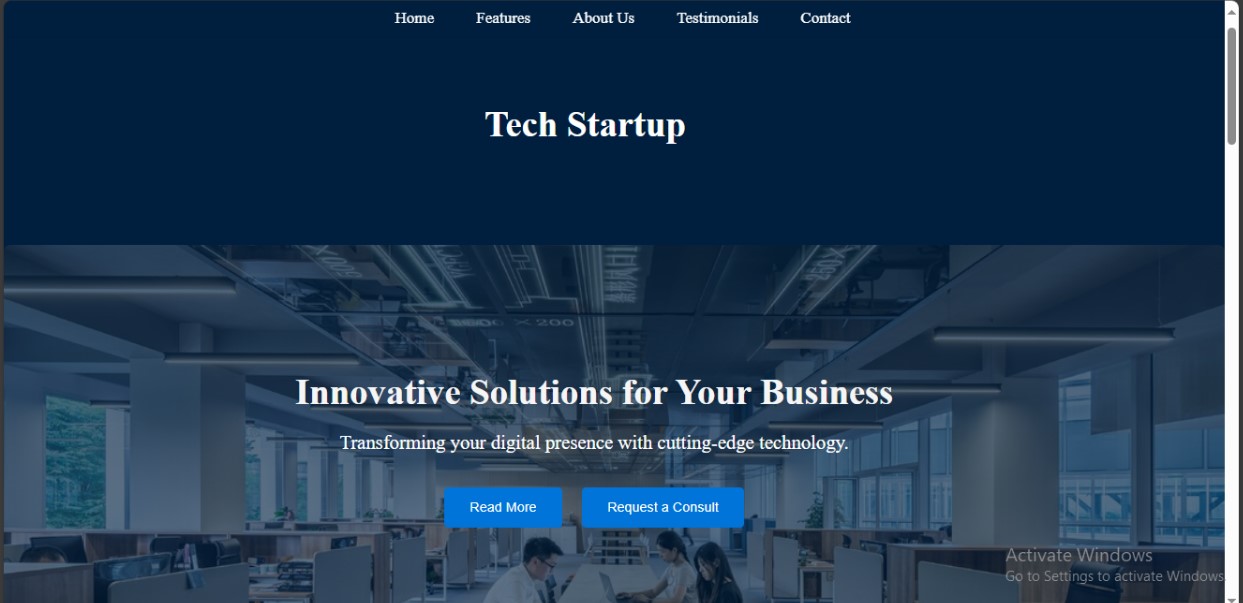 Home Features About Us Testimonials Contact
Tech Startup
Innovative Solutions for Your Business
Transforming your digital presence with cutting-edge technology.
Read More Request a Consult
Activate Windows
Go to Settings to activate Windows